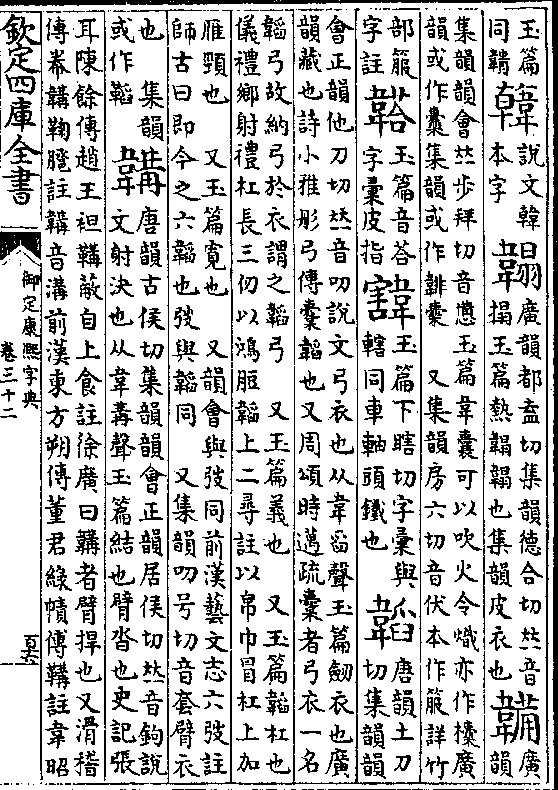 玉篇
同鞲
韓
說文韓
本字
𩏽
廣韻都盍切集韻德合切𠀤音
搨玉篇熱𩏽𩏽也集韻皮衣也
韛
廣
韻
集韻韻會𠀤步拜切音憊玉篇韋囊可以吹火令熾亦作橐廣
韻或作㯱集韻或作鞴橐 又集韻房六切音伏本作箙詳竹
部箙
字註
韐
玉篇音荅
字彙皮指
玉篇下瞎切字彙與
轄同車軸頭鐵也
韜
唐韻土刀
切集韻韻
會正韻他刀切𠀤音叨說文弓衣也从韋舀聲玉篇劒衣也廣
韻藏也詩小雅彤弓傳櫜韜也又周頌時邁疏櫜者弓衣一名
韜弓故納弓於衣謂之韜弓 又玉篇義也 又玉篇韜杠也
儀禮鄉射禮杠長三仞以鴻脰韜上二尋註以帛巾冒杠上加
雁頸也 又玉篇寬也 又韻會與弢同前漢藝文志六弢註
師古曰即今之六韜也弢與韜同 又集韻叨号切音套臂衣
也 集韻
或作鞱
韝
唐韻古侯切集韻韻會正韻居侯切𠀤音鉤說
文射決也从韋冓聲玉篇結也臂沓也史記張
耳陳餘傳趙王袒韝蔽自上食註徐廣曰韝者臂捍也又滑稽
傳帣韝鞠䠆註韝音溝前漢東方朔傳董君綠幘傅韝註韋昭
欽定四庫全書
御定康熙字典
卷三十二